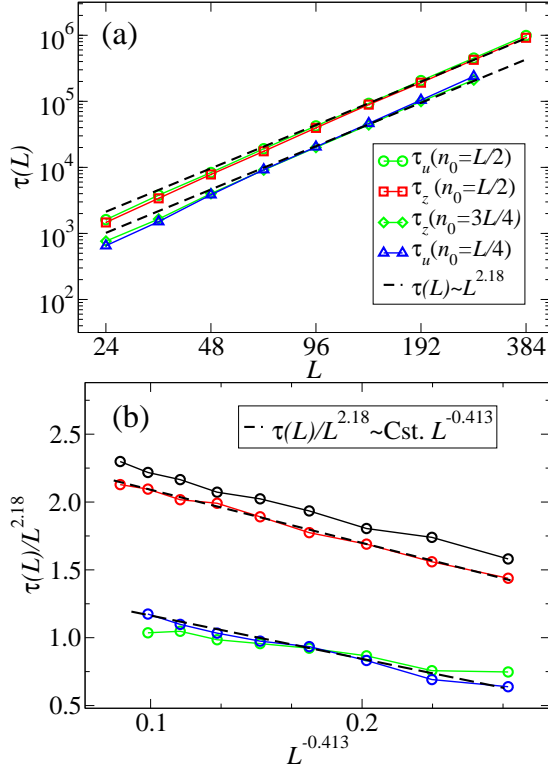 (a)
τ(L)
10^6
10^5
10^4
10^3
10^2
τ_u(n_0=L/2)
τ_z(n_0=L/2)
τ_z(n_0=3L/4)
τ_u(n_0=L/4)
τ(L)~L^2.18
24 48 96 192 384
L
(b)
τ(L)/L^2.18~Cst. L^-0.413
τ(L)/L^2.18
2.5
2.0
1.5
1.0
0.5
0.1 0.2
L^-0.413